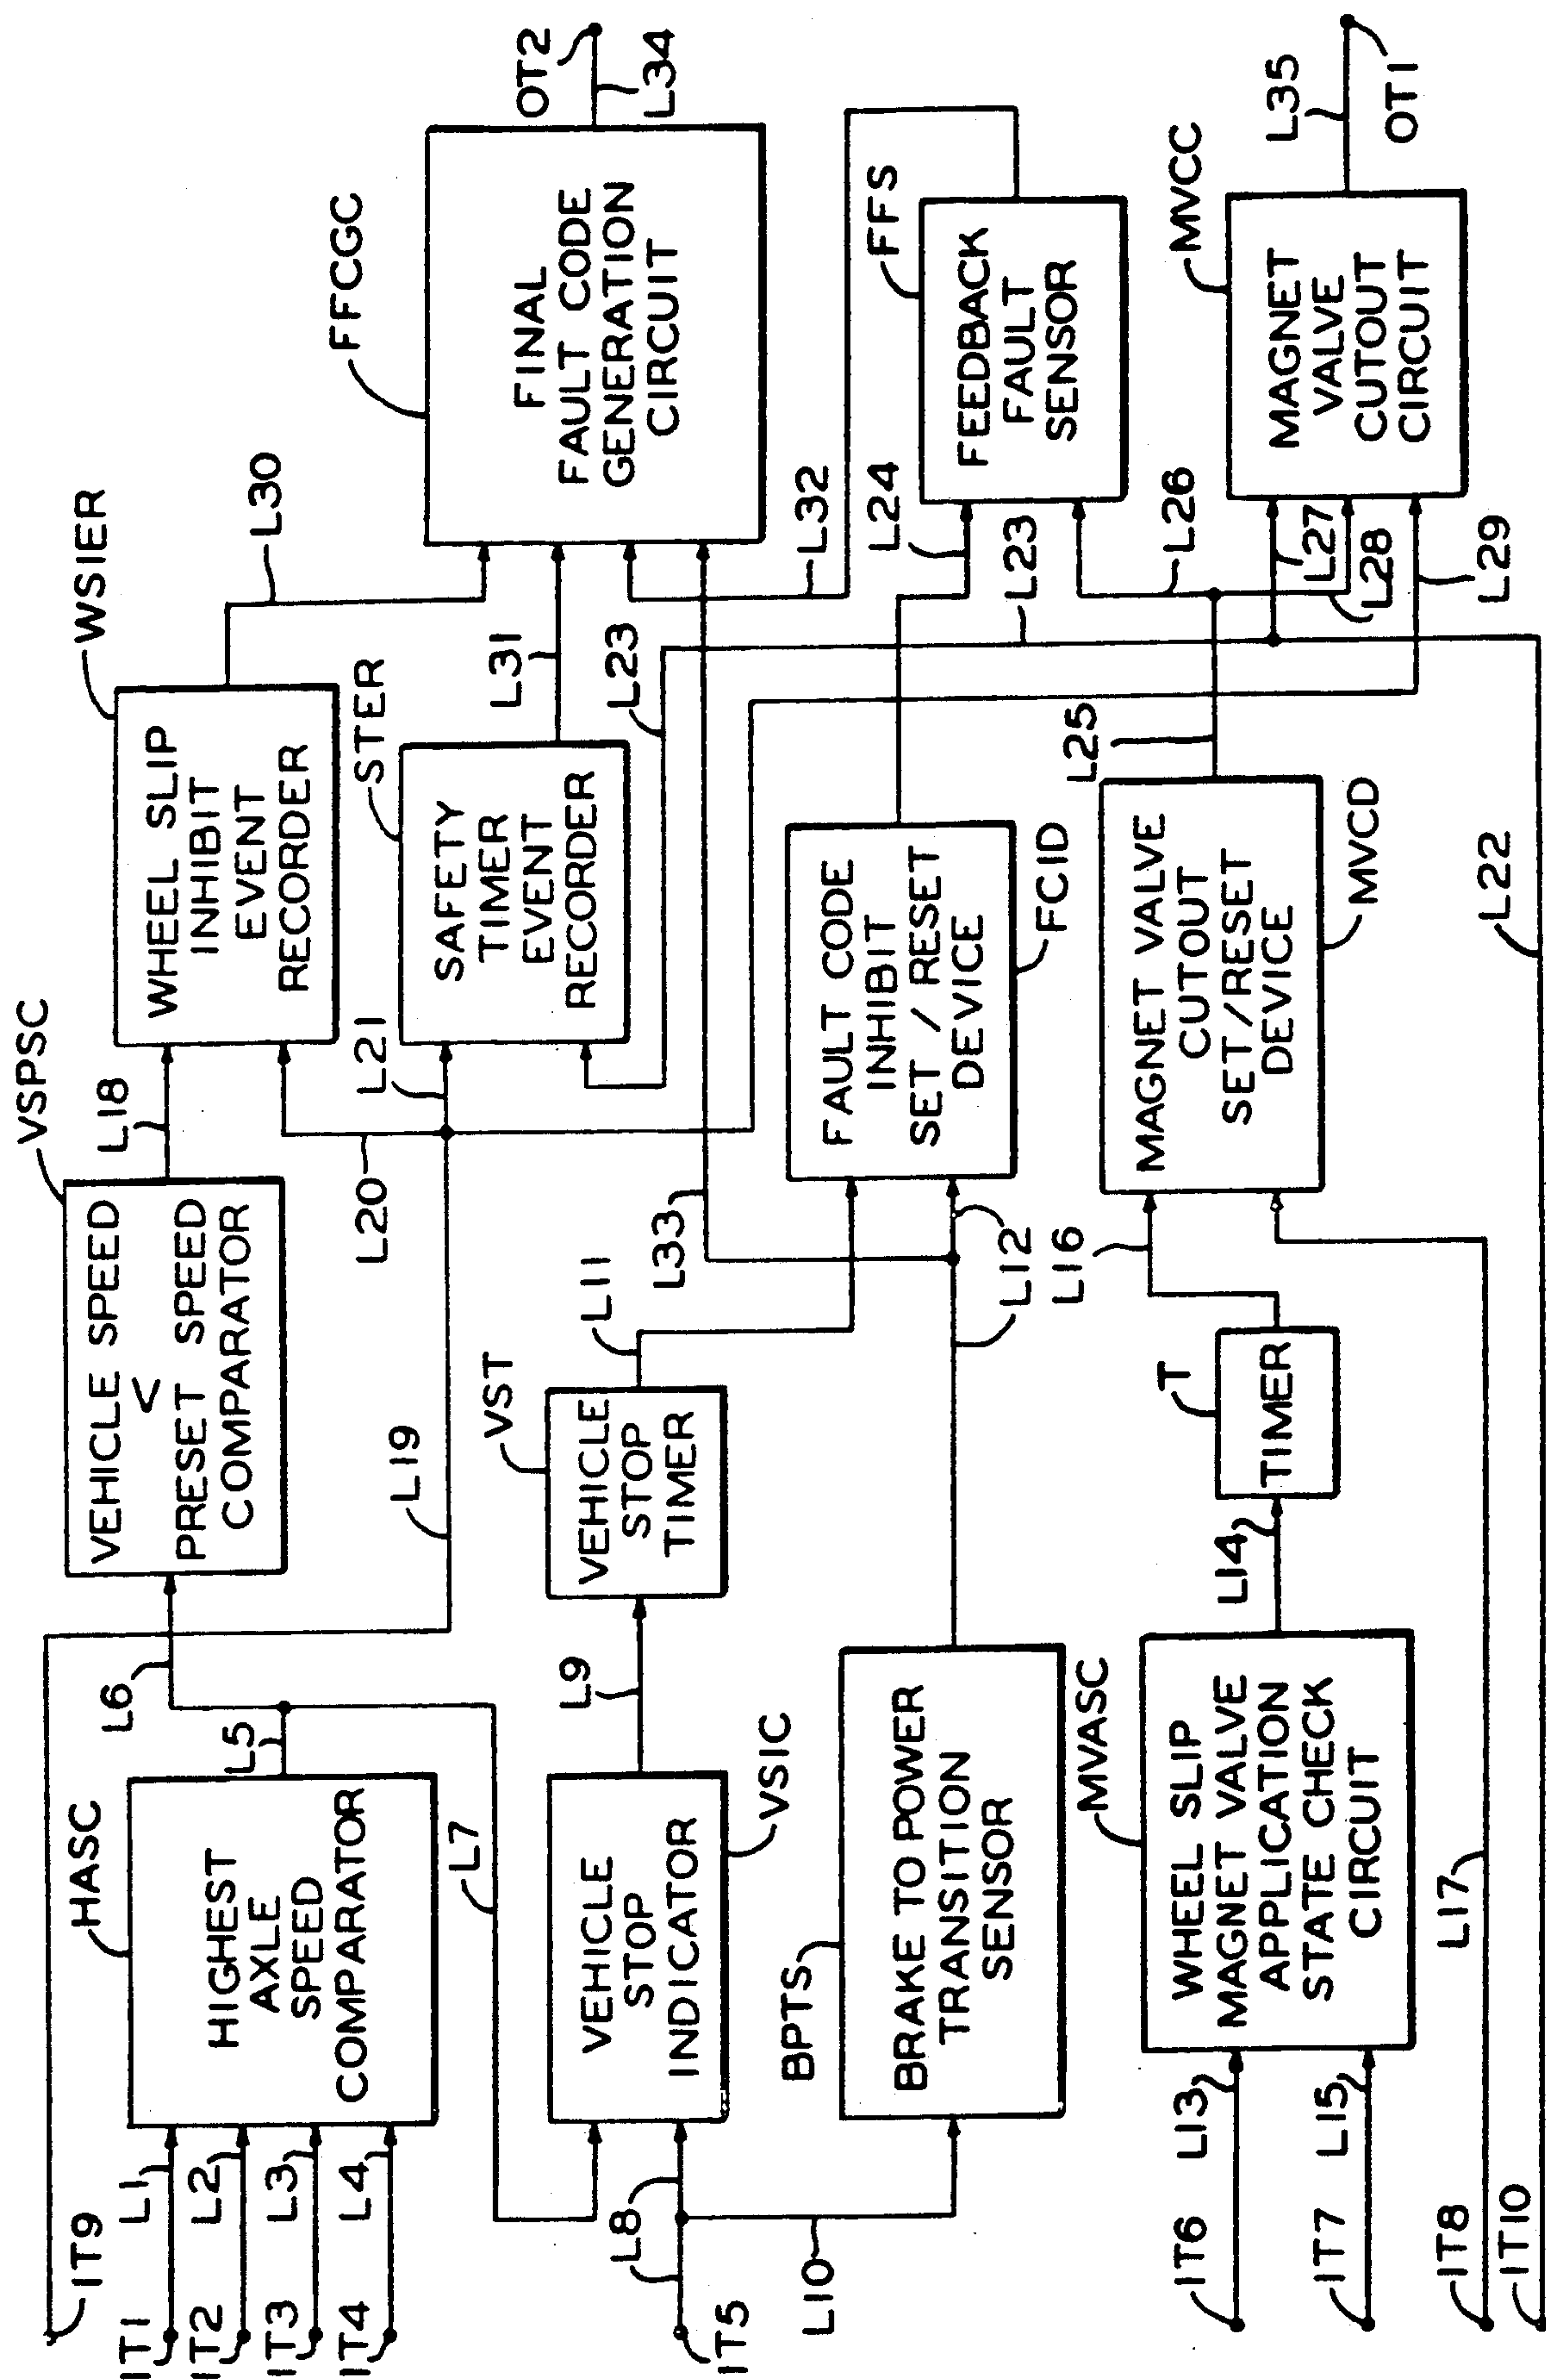 IT9
IT1
L1
IT2
L2
IT3
L3
IT4
L4
HASC
HIGHEST
AXLE
SPEED
COMPARATOR
L5
L6
L7
VSPSC
VEHICLE SPEED
<
PRESET SPEED
COMPARATOR
L18
L19
L20
L21
WSIER
WHEEL SLIP
INHIBIT
EVENT
RECORDER
L30
STER
SAFETY
TIMER
EVENT
RECORDER
L31
L23
FFCGC
FINAL
FAULT CODE
GENERATION
CIRCUIT
OT2
L34
IT5
L8
L10
VEHICLE
STOP
INDICATOR
VSIC
L9
VST
VEHICLE
STOP
TIMER
L11
L33
BPTS
BRAKE TO POWER
TRANSITION
SENSOR
L12
FAULT CODE
INHIBIT
SET / RESET
DEVICE
FCID
L24
L32
L23
FFS
FEEDBACK
FAULT
SENSOR
L26
IT6
L13
IT7
L15
MVASC
WHEEL SLIP
MAGNET VALVE
APPLICATION
STATE CHECK
CIRCUIT
L14
T
TIMER
L16
MAGNET VALVE
CUTOUT
SET/RESET
DEVICE
MVCD
L25
L27
L28
L29
MVCC
MAGNET
VALVE
CUTOUT
CIRCUIT
L35
OT1
IT8
L17
IT10
L22